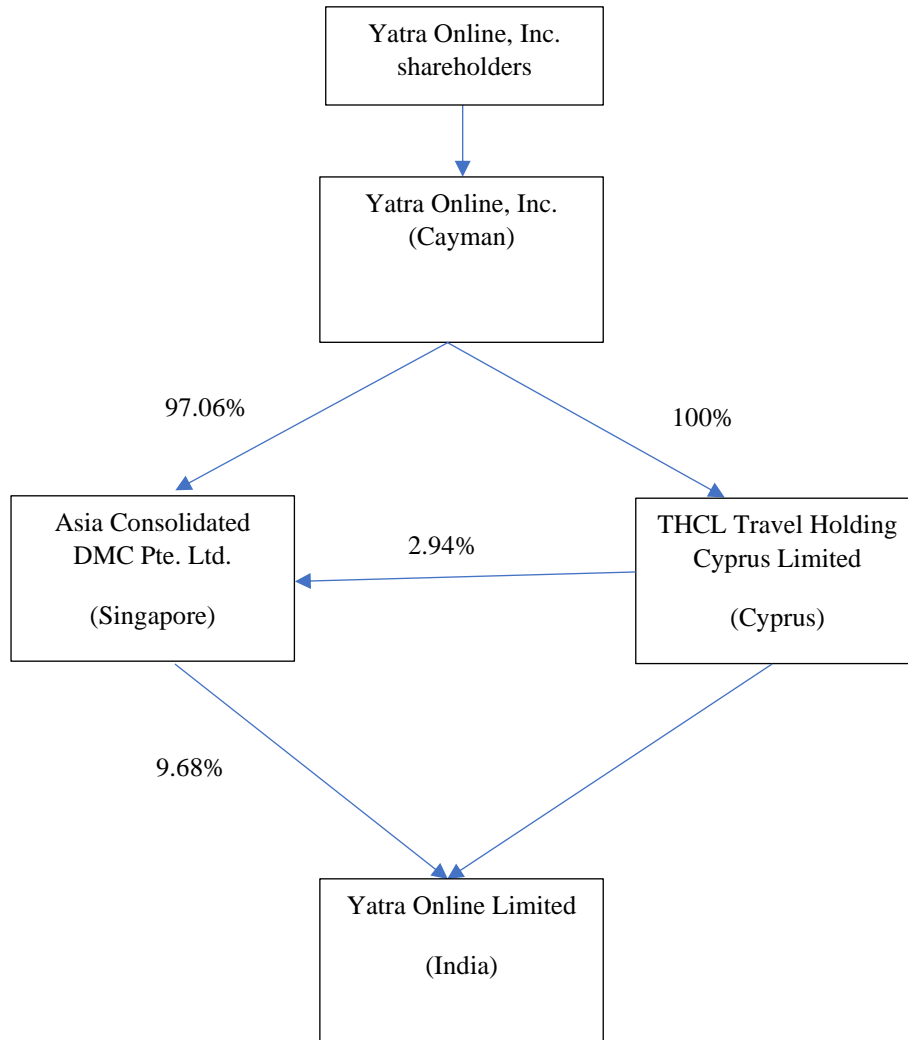 Yatra Online, Inc.
shareholders
Yatra Online, Inc.
(Cayman)
97.06%
100%
Asia Consolidated
DMC Pte. Ltd.
(Singapore)
2.94%
THCL Travel Holding
Cyprus Limited
(Cyprus)
9.68%
Yatra Online Limited
(India)